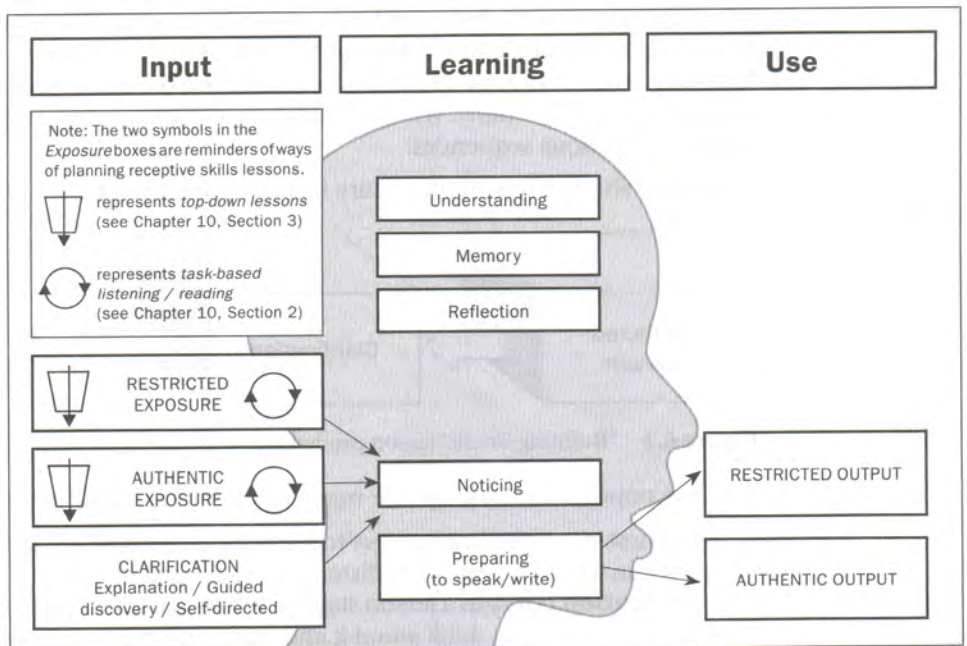 Input
Learning
Use
Note: The two symbols in the
Exposure boxes are reminders of ways
of planning receptive skills lessons.
represents top-down lessons
(see Chapter 10, Section 3)
represents task-based
listening / reading
(see Chapter 10, Section 2)
Understanding
Memory
Reflection
RESTRICTED
EXPOSURE
AUTHENTIC
EXPOSURE
CLARIFICATION
Explanation / Guided
discovery / Self-directed
Noticing
Preparing
(to speak/write)
RESTRICTED OUTPUT
AUTHENTIC OUTPUT